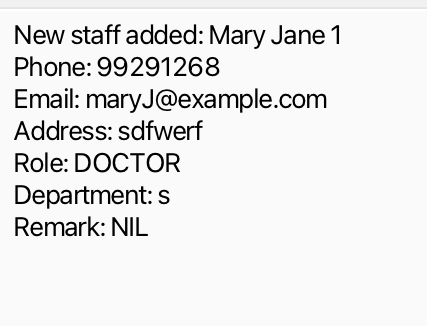 New staff added: Mary Jane 1
Phone: 99291268
Email: maryJ@example.com
Address: sdfwerf
Role: DOCTOR
Department: s
Remark: NIL